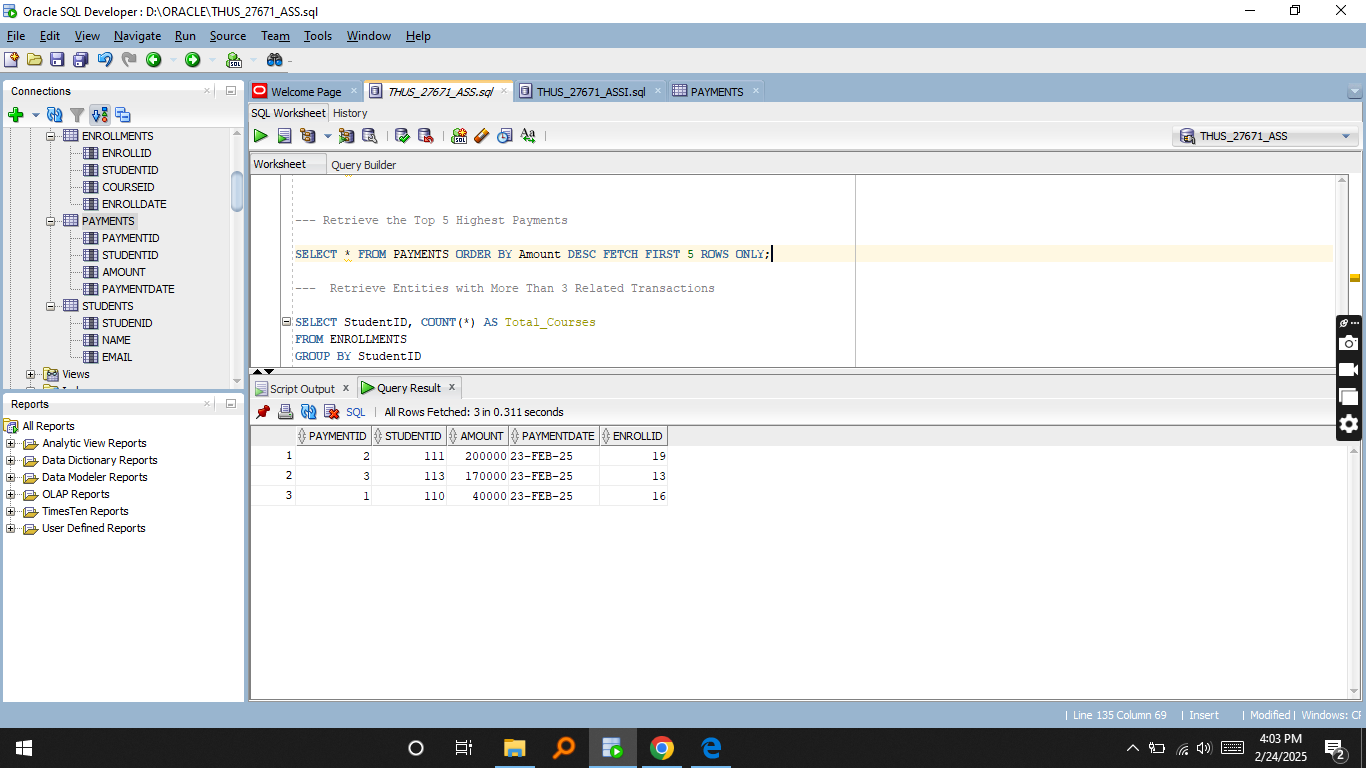 Oracle SQL Developer : D:\ORACLE\THUS_27671_ASS.sql
File Edit View Navigate Run Source Team Tools Window Help
Connections
ENROLLMENTS
ENROLLID
STUDENTID
COURSEID
ENROLLDATE
PAYMENTS
PAYMENTID
STUDENTID
AMOUNT
PAYMENTDATE
STUDENTS
STUDENID
NAME
EMAIL
Views
Reports
All Reports
Analytic View Reports
Data Dictionary Reports
Data Modeler Reports
OLAP Reports
TimesTen Reports
User Defined Reports
Welcome Page THUS_27671_ASS.sql THUS_27671_ASSI.sql PAYMENTS
SQL Worksheet History
THUS_27671_ASS
Worksheet Query Builder
--- Retrieve the Top 5 Highest Payments
SELECT * FROM PAYMENTS ORDER BY Amount DESC FETCH FIRST 5 ROWS ONLY;
---  Retrieve Entities with More Than 3 Related Transactions
SELECT StudentID, COUNT(*) AS Total_Courses
FROM ENROLLMENTS
GROUP BY StudentID
Script Output x Query Result x
SQL | All Rows Fetched: 3 in 0.311 seconds
PAYMENTID STUDENTID AMOUNT PAYMENTDATE ENROLLID
1 2 111 200000 23-FEB-25 19
2 3 113 170000 23-FEB-25 13
3 1 110 40000 23-FEB-25 16
| Line 135 Column 69 | Insert | Modified | Windows: CF
4:03 PM
2/24/2025
2